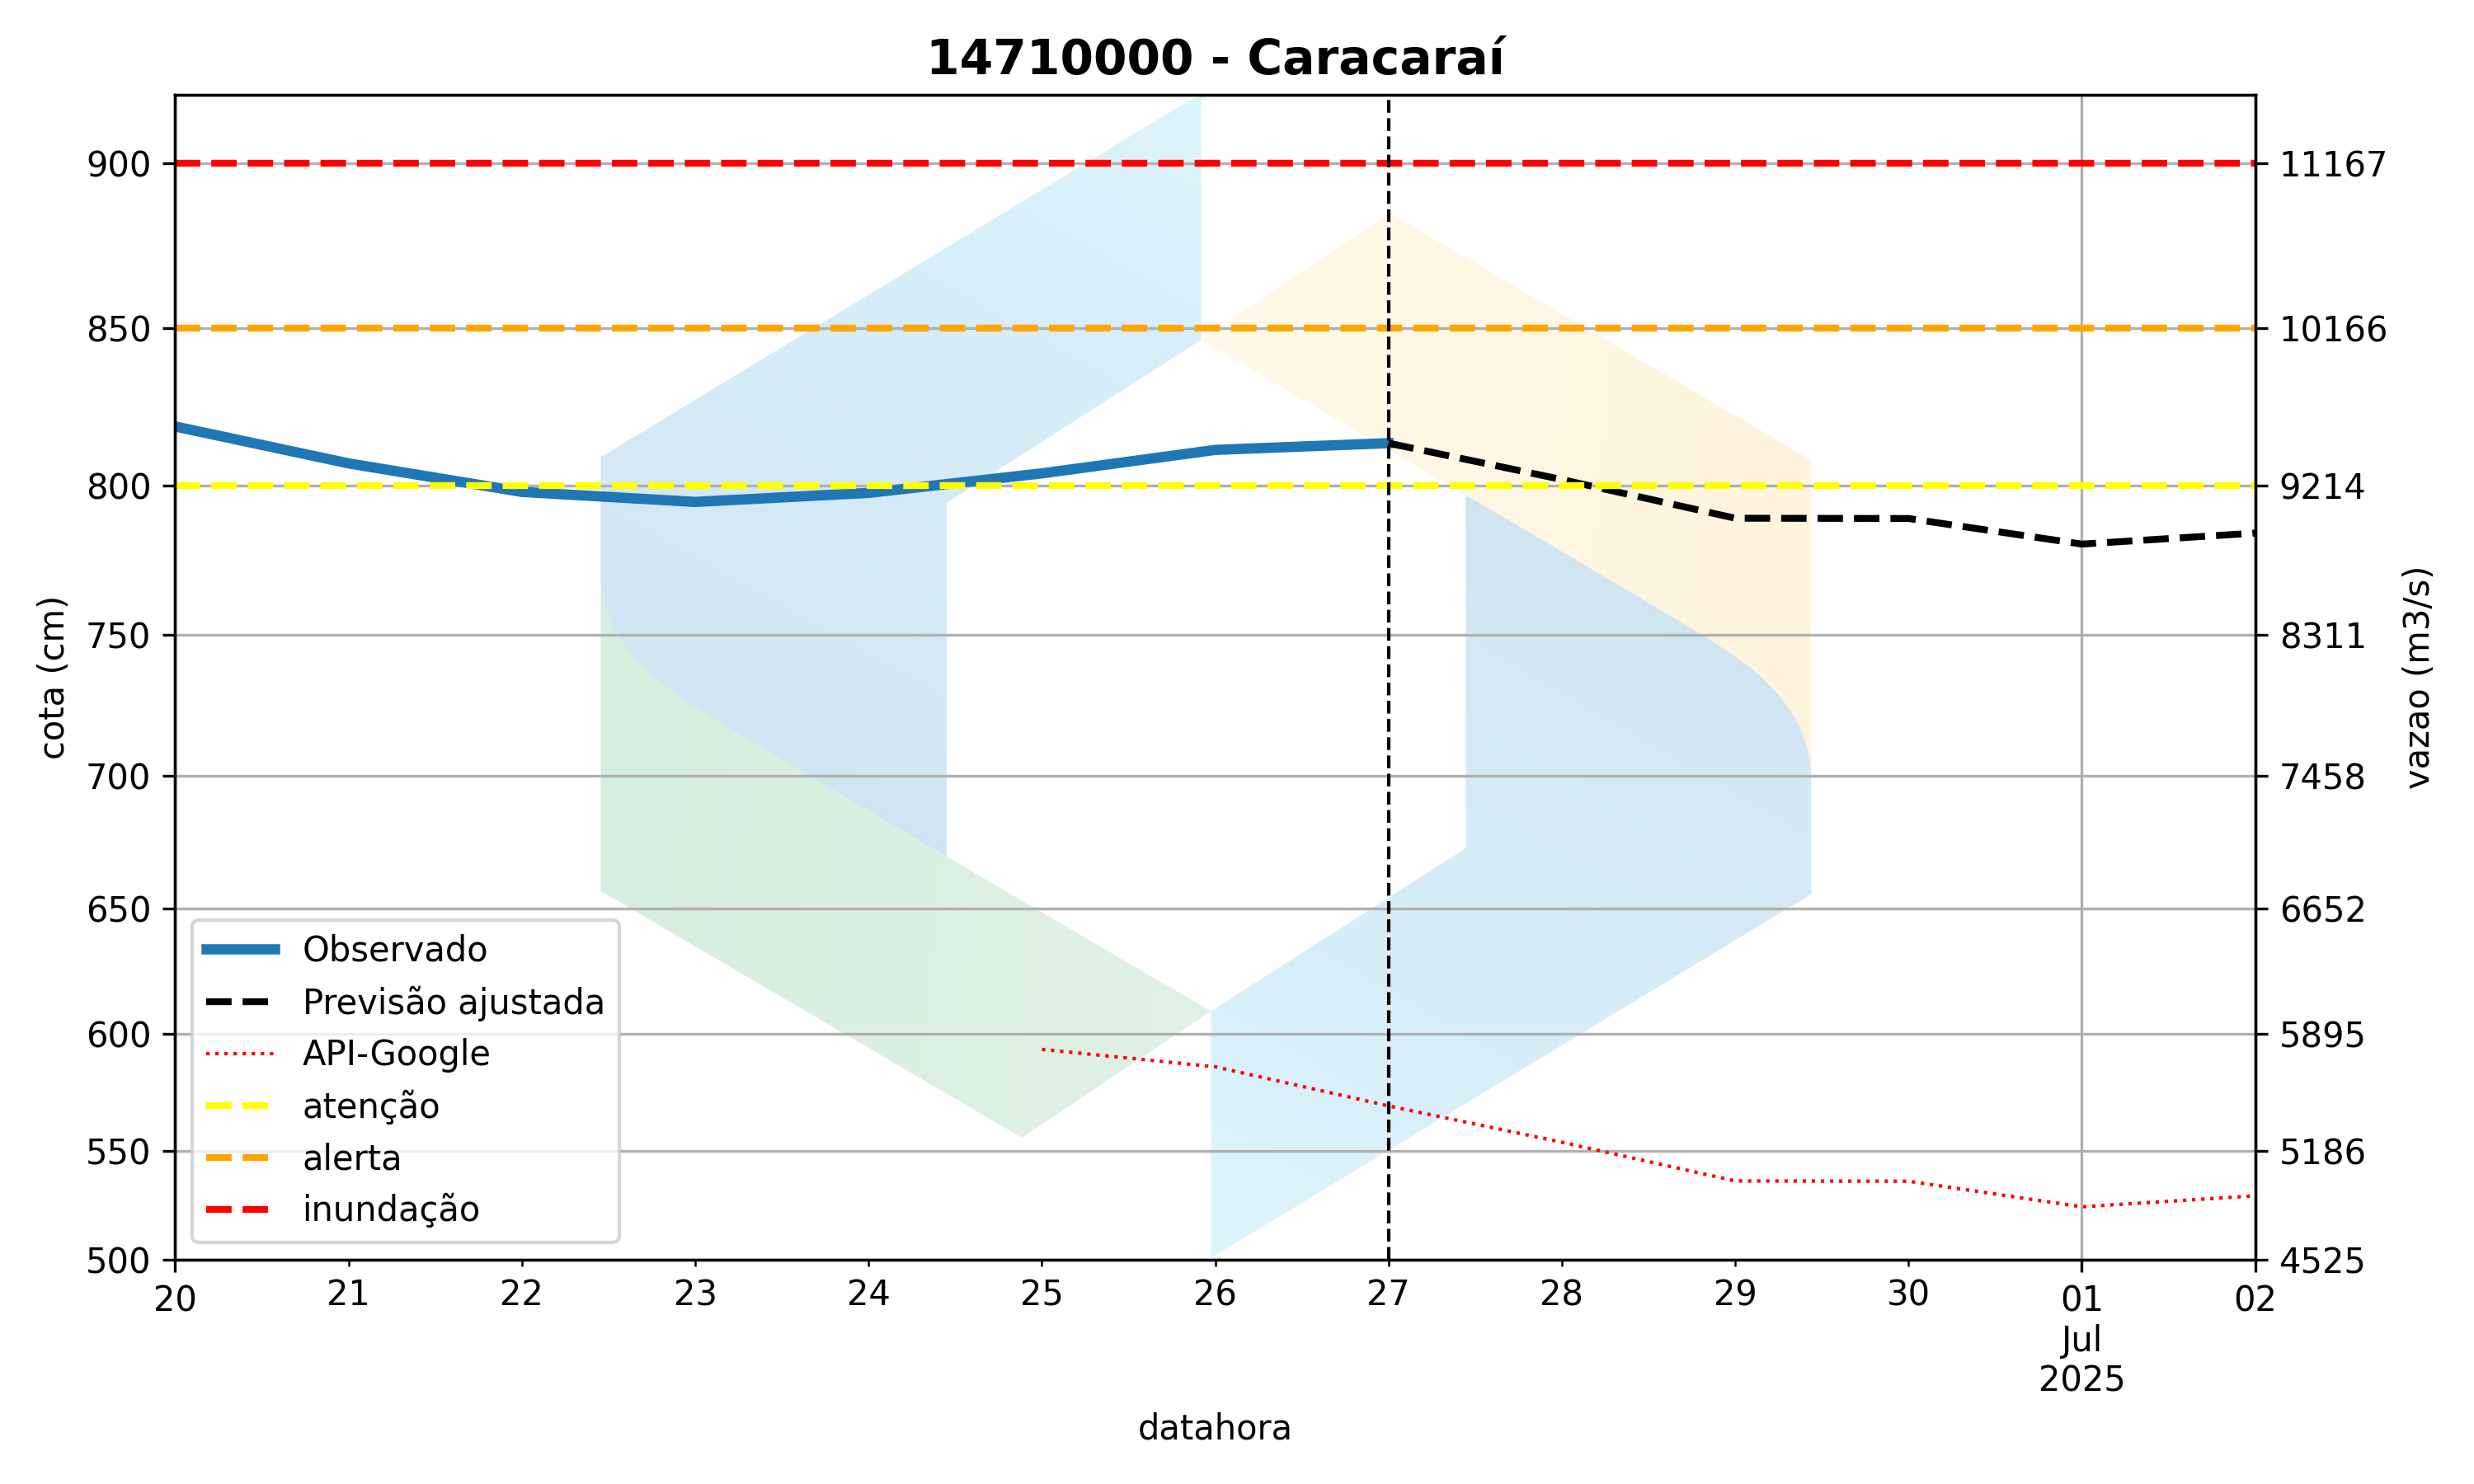 14710000 - Caracaraí
900
850
800
750
700
650
600
550
500
cota (cm)
11167
10166
9214
8311
7458
6652
5895
5186
4525
vazao (m3/s)
Observado
Previsão ajustada
API-Google
atenção
alerta
inundação
20 21 22 23 24 25 26 27 28 29 30 01 02
Jul
2025
datahora